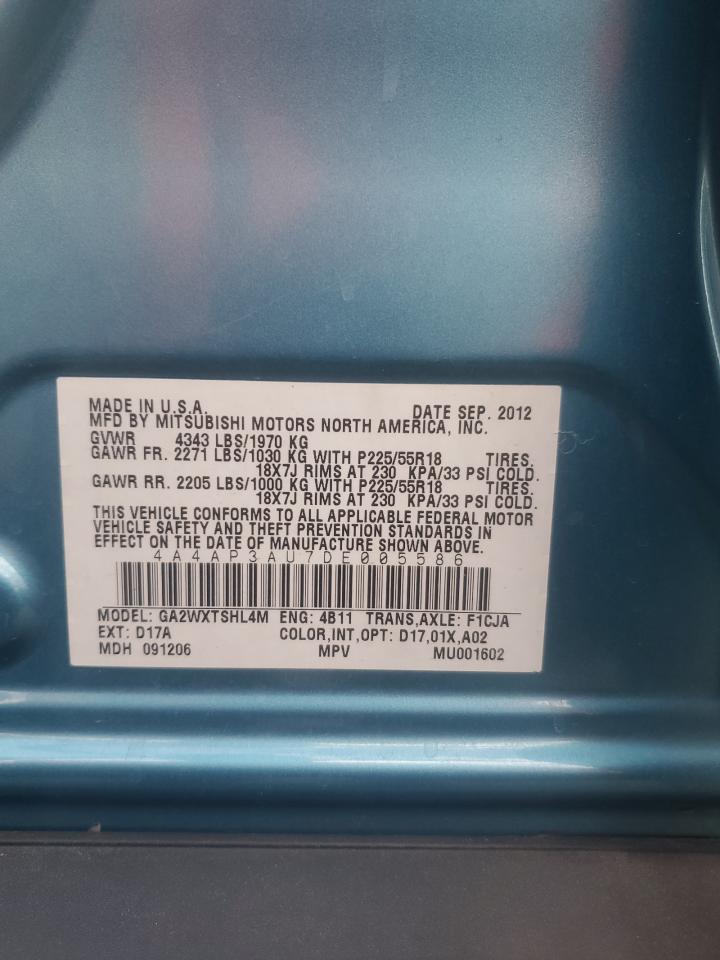 MADE IN U.S.A. DATE SEP. 2012
MFD BY MITSUBISHI MOTORS NORTH AMERICA, INC.
GVWR 4343 LBS/1970 KG
GAWR FR. 2271 LBS/1030 KG WITH P225/55R18 TIRES.
18X7J RIMS AT 230 KPA/33 PSI COLD.
GAWR RR. 2205 LBS/1000 KG WITH P225/55R18 TIRES.
18X7J RIMS AT 230 KPA/33 PSI COLD.
THIS VEHICLE CONFORMS TO ALL APPLICABLE FEDERAL MOTOR
VEHICLE SAFETY AND THEFT PREVENTION STANDARDS IN
EFFECT ON THE DATE OF MANUFACTURE SHOWN ABOVE.
4A4AP3AU7DE005586
MODEL: GA2WXTSHL4M ENG: 4B11 TRANS,AXLE: F1CJA
EXT: D17A COLOR,INT,OPT: D17,01X,A02
MDH 091206 MPV MU001602